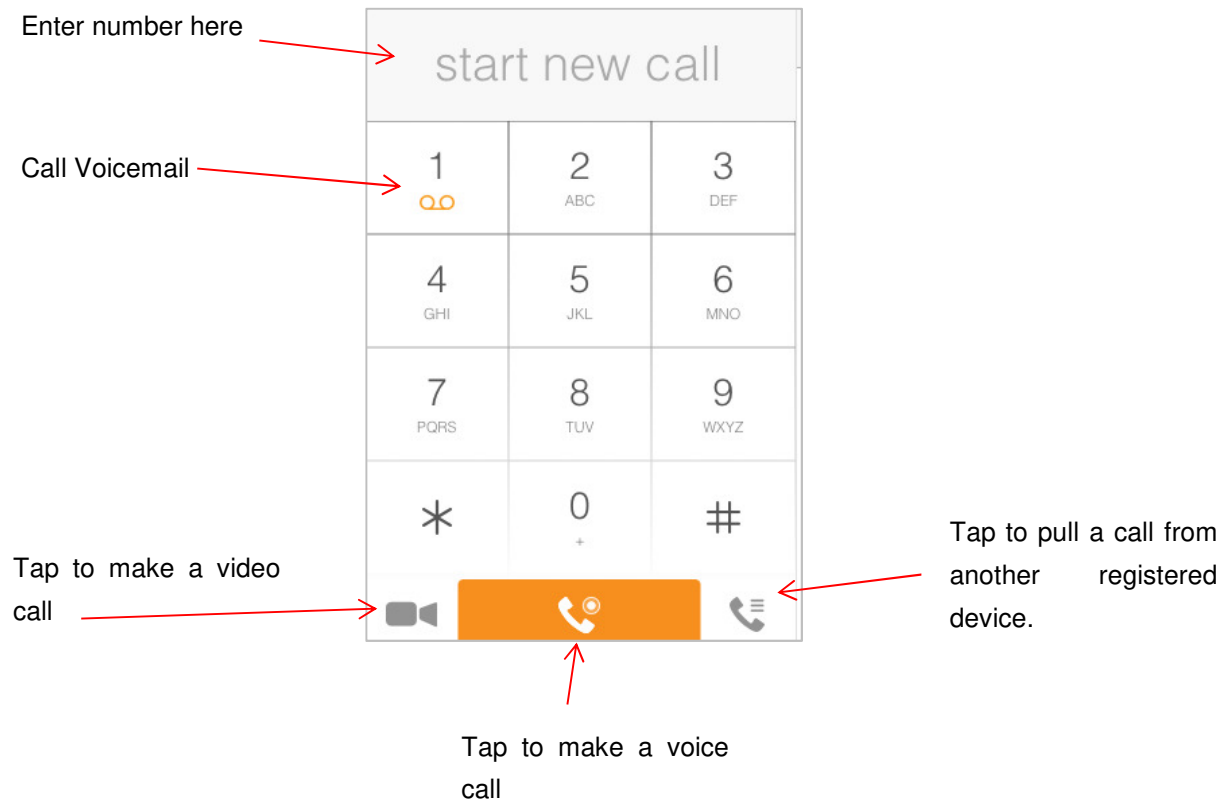 Enter number here
start new call
Call Voicemail
1 2 3
ABC DEF
4 5 6
GHI JKL MNO
7 8 9
PQRS TUV WXYZ
* 0 #
+
Tap to make a video
call
Tap to pull a call from
another registered
device.
Tap to make a voice
call